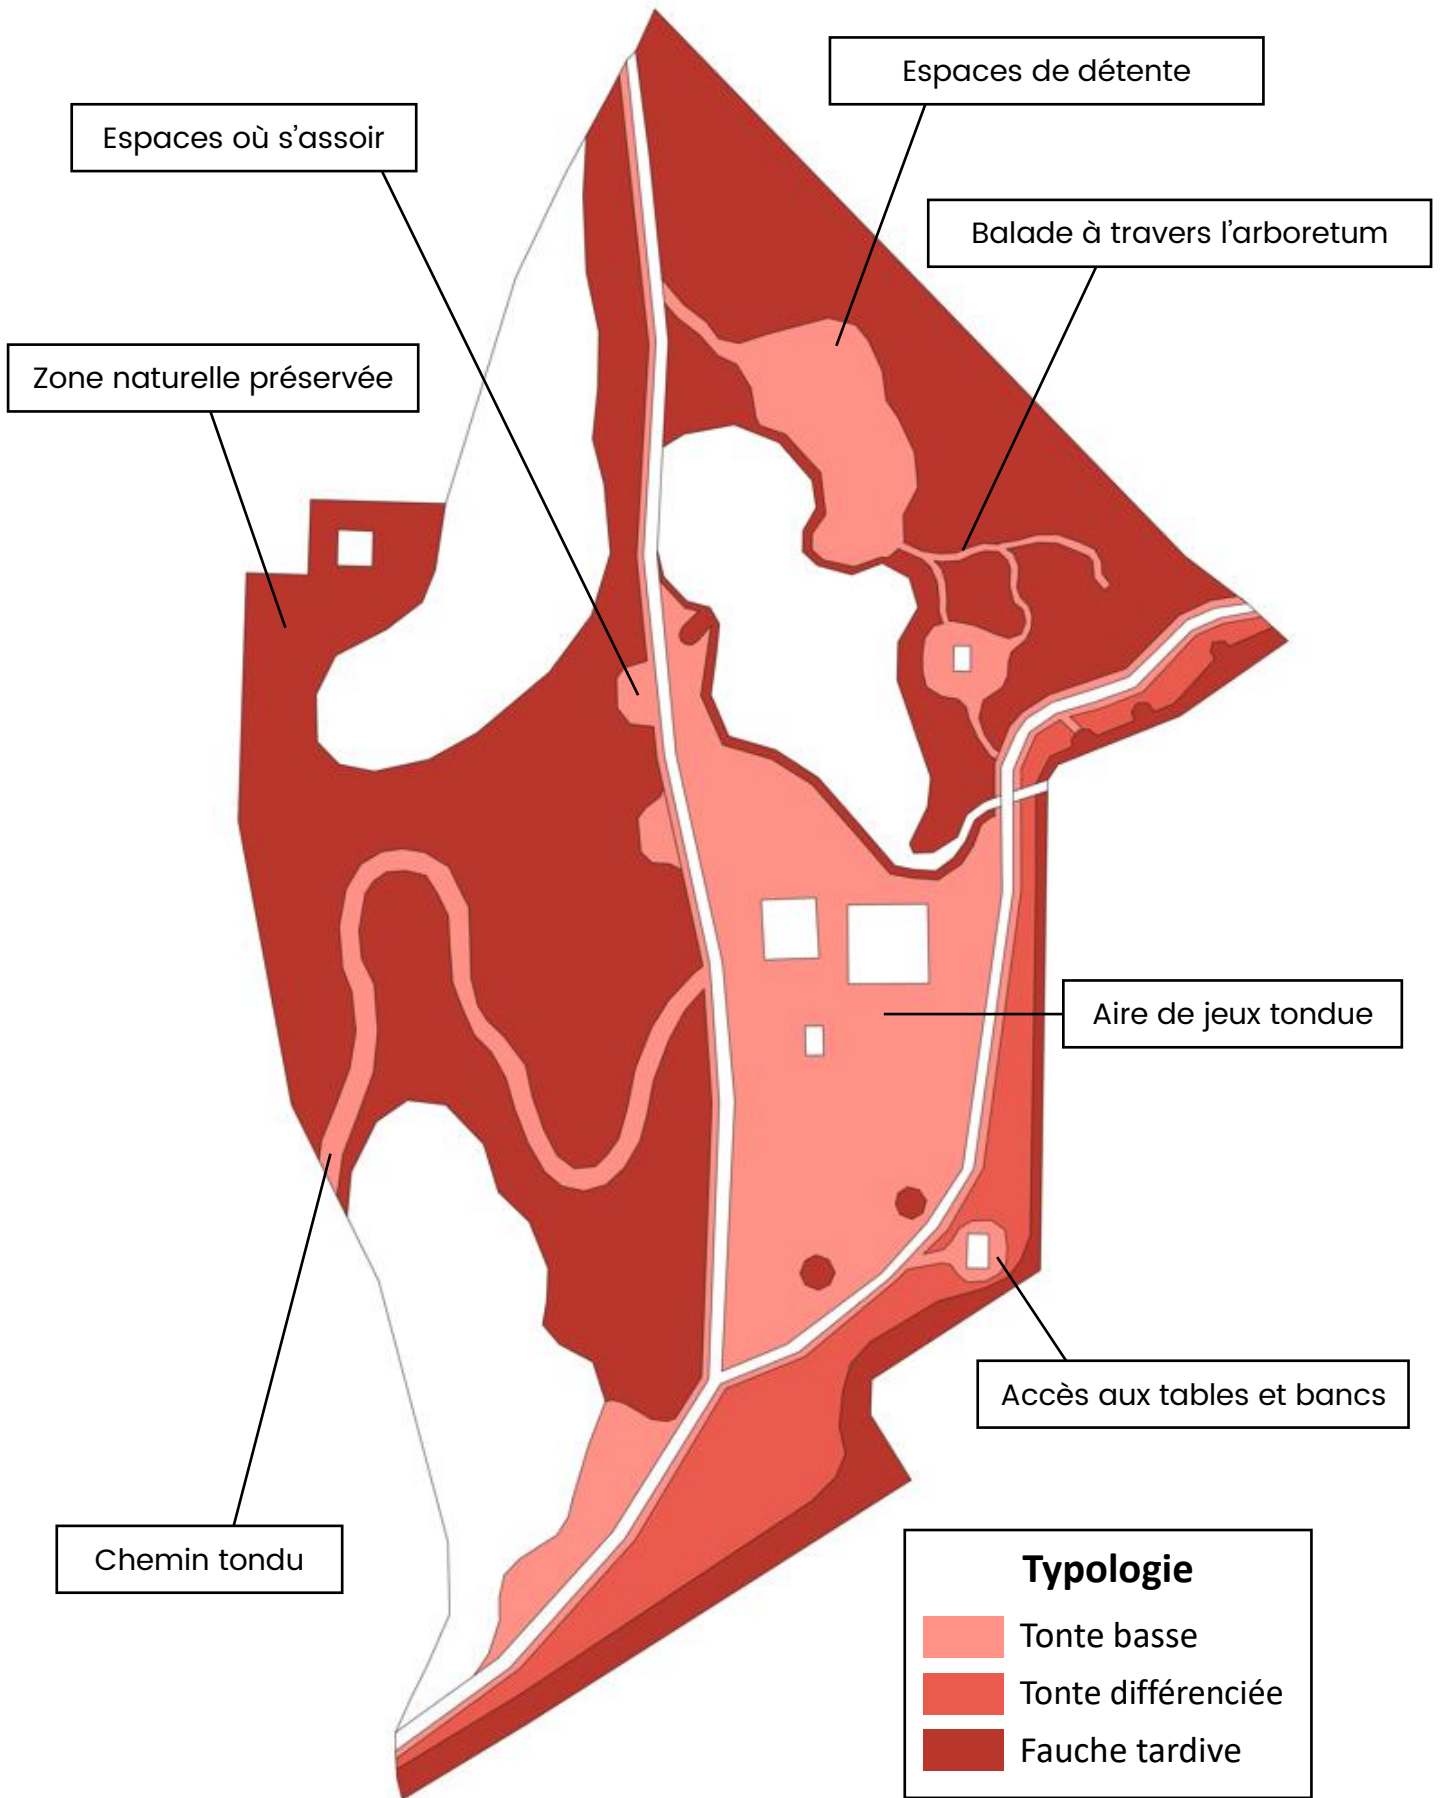 Espaces de détente
Espaces où s’assoir
Balade à travers l’arboretum
Zone naturelle préservée
Aire de jeux tondue
Accès aux tables et bancs
Chemin tondu
Typologie
Tonte basse
Tonte différenciée
Fauche tardive